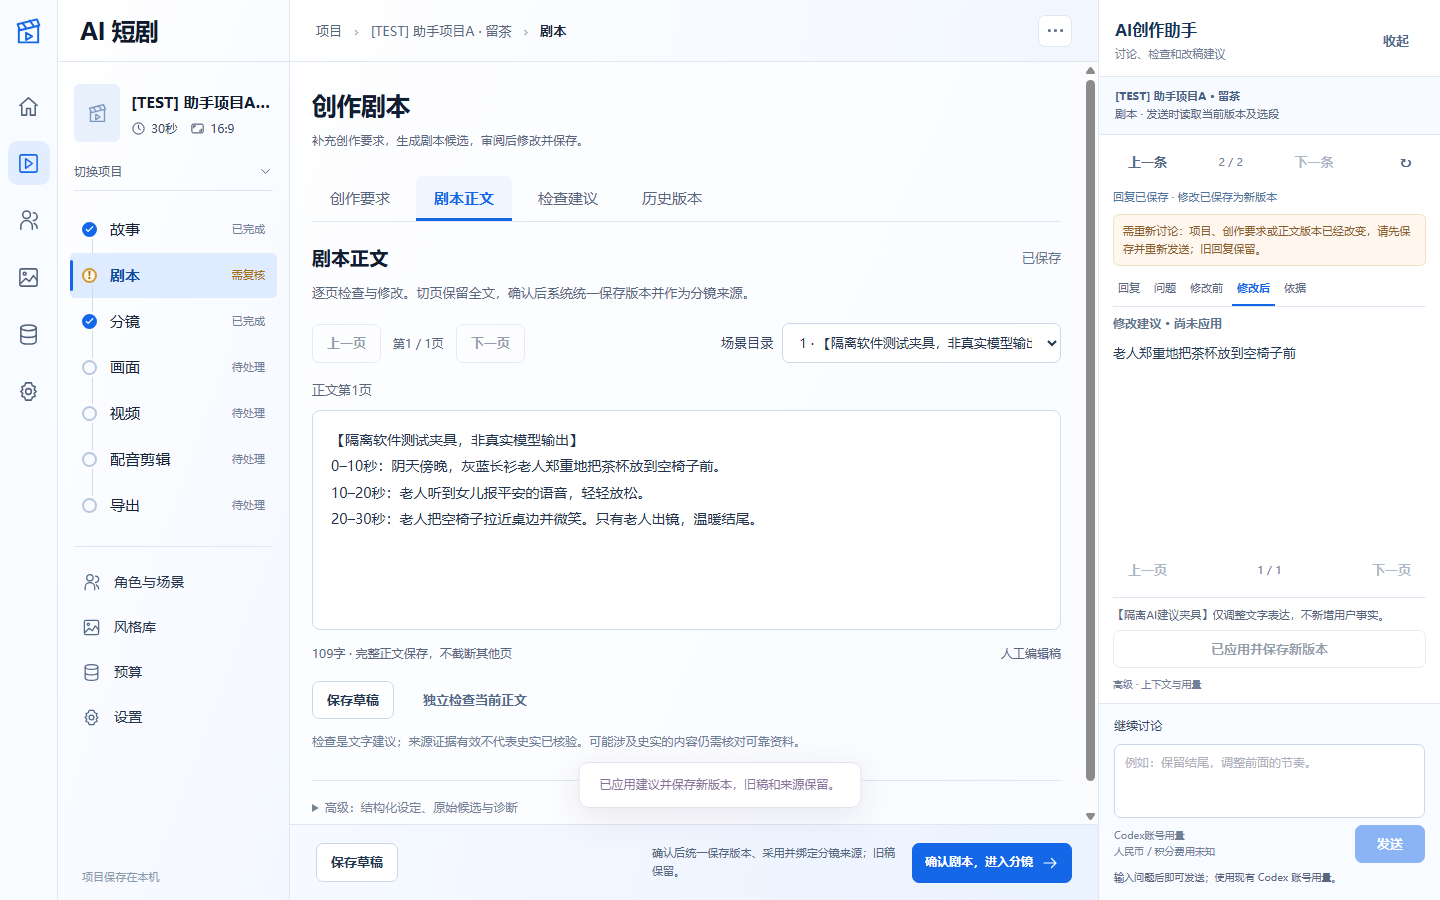 AI 短剧
[TEST] 助手项目A...
30秒 16:9
切换项目
故事 已完成
剧本 需复核
分镜 已完成
画面 待处理
视频 待处理
配音剪辑 待处理
导出 待处理
角色与场景
风格库
预算
设置
项目保存在本机
项目 › [TEST] 助手项目A · 留茶 › 剧本
创作剧本
补充创作要求，生成剧本候选，审阅后修改并保存。
创作要求 剧本正文 检查建议 历史版本
剧本正文 已保存
逐页检查与修改。切页保留全文，确认后系统统一保存版本并作为分镜来源。
上一页 第1 / 1页 下一页 场景目录 1 · 【隔离软件测试夹具，非真实模型输出
正文第1页
【隔离软件测试夹具，非真实模型输出】
0–10秒：阴天傍晚，灰蓝长衫老人郑重地把茶杯放到空椅子前。
10–20秒：老人听到女儿报平安的语音，轻轻放松。
20–30秒：老人把空椅子拉近桌边并微笑。只有老人出镜，温暖结尾。
109字 · 完整正文保存，不截断其他页 人工编辑稿
保存草稿 独立检查当前正文
检查是文字建议；来源证据有效不代表史实已核验。可能涉及史实的内容仍需核对可靠资料。
已应用建议并保存新版本，旧稿和来源保留。
高级：结构化设定、原始候选与诊断
保存草稿 确认后统一保存版本、采用并绑定分镜来源；旧稿
保留。
确认剧本，进入分镜 →
AI创作助手 收起
讨论、检查和改稿建议
[TEST] 助手项目A • 留茶
剧本 · 发送时读取当前版本及选段
上一条 2 / 2 下一条 ↻
回复已保存 · 修改已保存为新版本
需重新讨论：项目、创作要求或正文版本已经改变，请先保
存并重新发送；旧回复保留。
回复 问题 修改前 修改后 依据
修改建议 • 尚未应用
老人郑重地把茶杯放到空椅子前
上一页 1 / 1 下一页
【隔离AI建议夹具】仅调整文字表达，不新增用户事实。
已应用并保存新版本
高级 · 上下文与用量
继续讨论
例如：保留结尾，调整前面的节奏。
Codex账号用量
人民币 / 积分费用未知
发送
输入问题后即可发送；使用现有 Codex 账号用量。